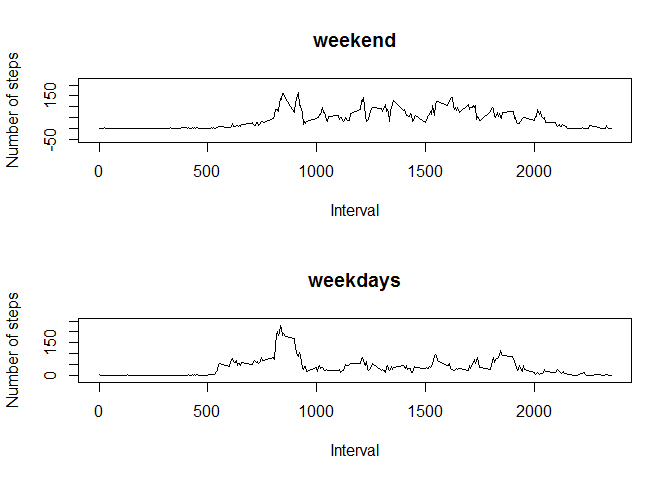 weekend
Number of steps
150
-50
0 500 1000 1500 2000
Interval
weekdays
Number of steps
150
0
0 500 1000 1500 2000
Interval